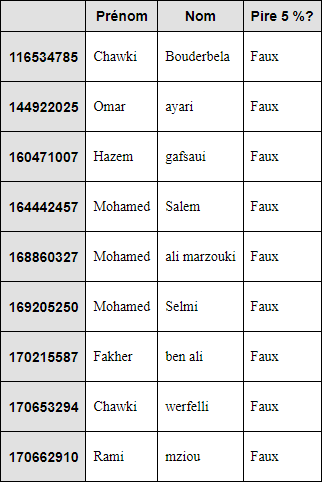 Prénom Nom Pire 5 %?
116534785 Chawki Bouderbela Faux
144922025 Omar ayari Faux
160471007 Hazem gafsaui Faux
164442457 Mohamed Salem Faux
168860327 Mohamed ali marzouki Faux
169205250 Mohamed Selmi Faux
170215587 Fakher ben ali Faux
170653294 Chawki werfelli Faux
170662910 Rami mziou Faux